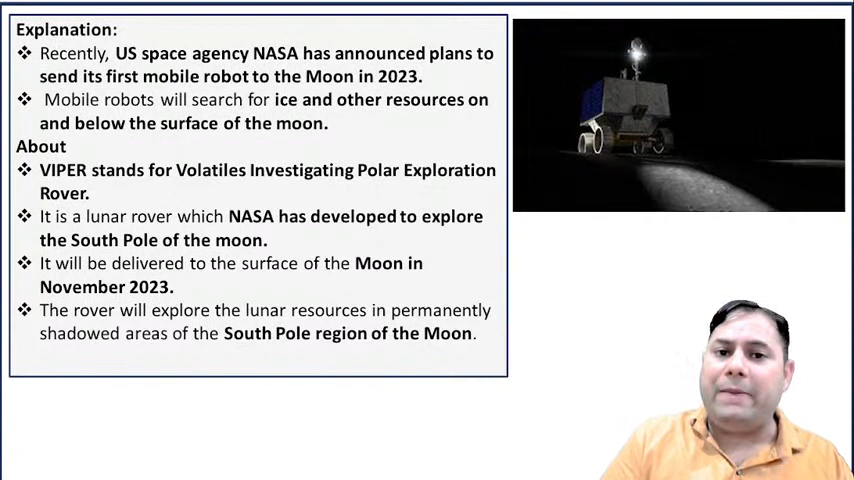 Explanation:
❖ Recently, US space agency NASA has announced plans to
send its first mobile robot to the Moon in 2023.
❖ Mobile robots will search for ice and other resources on
and below the surface of the moon.
About
❖ VIPER stands for Volatiles Investigating Polar Exploration
Rover.
❖ It is a lunar rover which NASA has developed to explore
the South Pole of the moon.
❖ It will be delivered to the surface of the Moon in
November 2023.
❖ The rover will explore the lunar resources in permanently
shadowed areas of the South Pole region of the Moon.